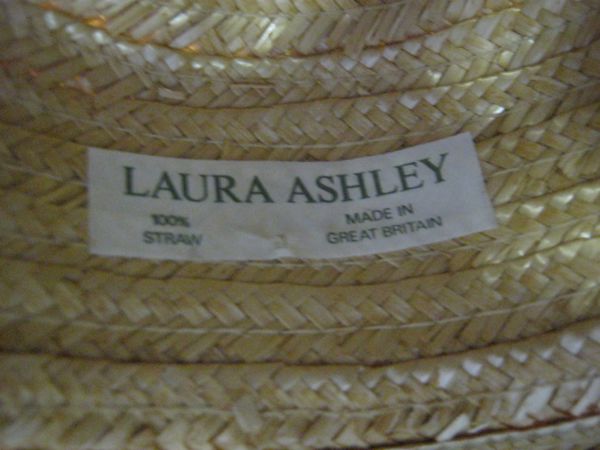 LAURA ASHLEY
100% STRAW
MADE IN GREAT BRITAIN